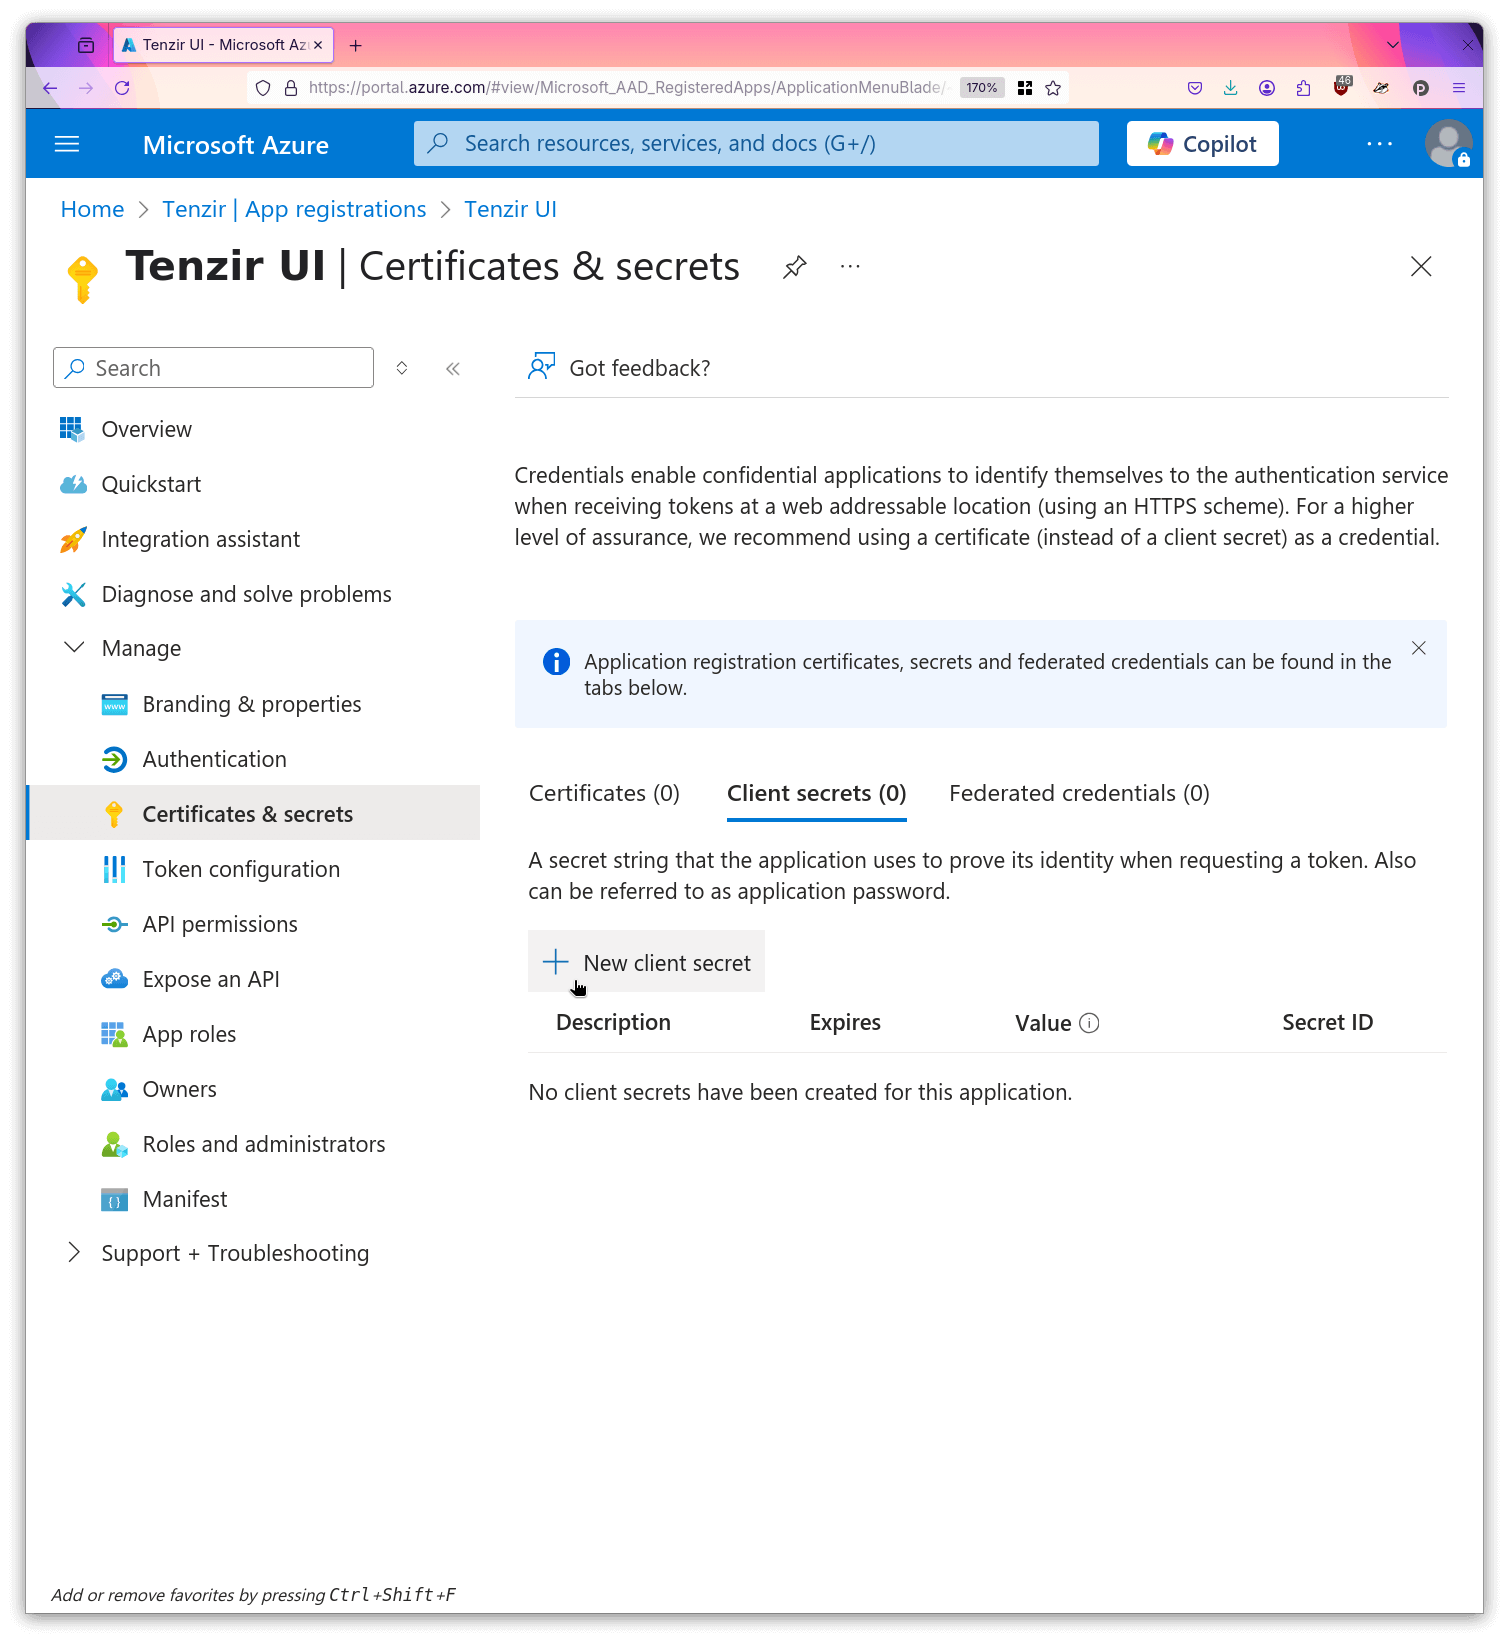 Tenzir UI - Microsoft Az
https://portal.azure.com/#view/Microsoft_AAD_RegisteredApps/ApplicationMenuBlade/
170%
46
P
Microsoft Azure
Search resources, services, and docs (G+/)
Copilot
Home > Tenzir | App registrations > Tenzir UI
Tenzir UI | Certificates & secrets
Search
Got feedback?
Overview
Quickstart
Integration assistant
Diagnose and solve problems
Manage
Branding & properties
Authentication
Certificates & secrets
Token configuration
API permissions
Expose an API
App roles
Owners
Roles and administrators
Manifest
Support + Troubleshooting
Credentials enable confidential applications to identify themselves to the authentication service
when receiving tokens at a web addressable location (using an HTTPS scheme). For a higher
level of assurance, we recommend using a certificate (instead of a client secret) as a credential.
Application registration certificates, secrets and federated credentials can be found in the
tabs below.
Certificates (0) Client secrets (0) Federated credentials (0)
A secret string that the application uses to prove its identity when requesting a token. Also
can be referred to as application password.
New client secret
Description Expires Value Secret ID
No client secrets have been created for this application.
Add or remove favorites by pressing Ctrl+Shift+F